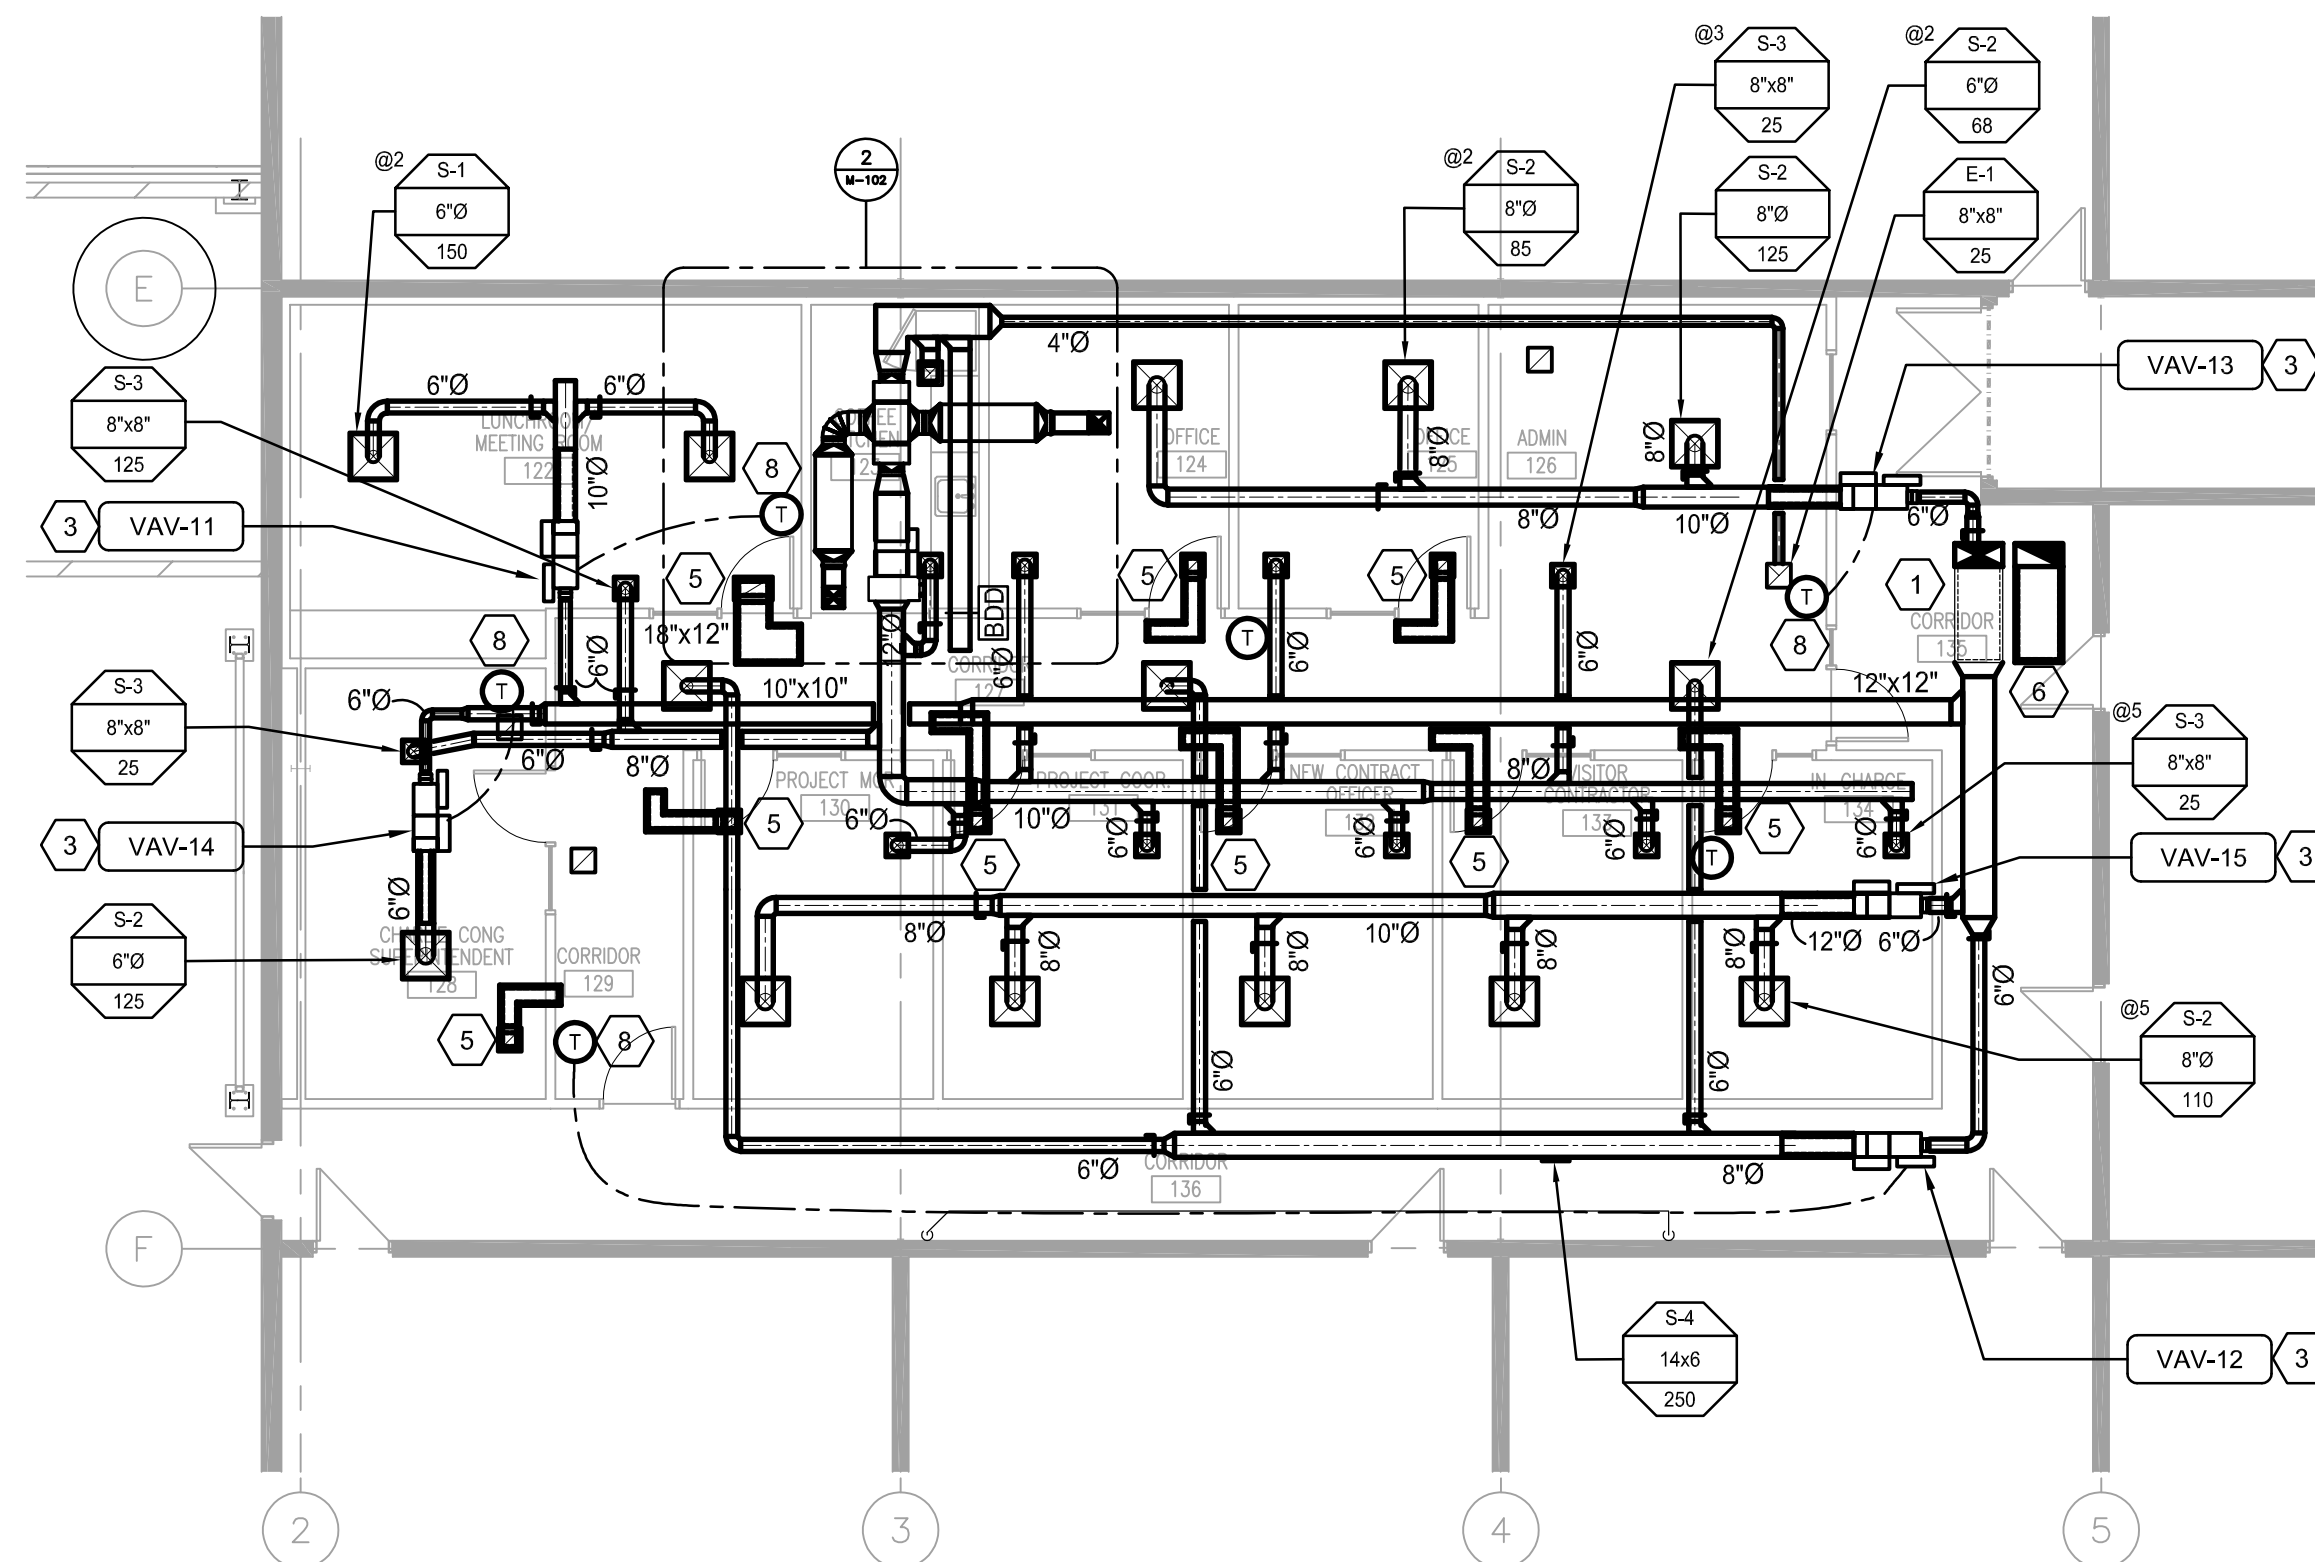 @3
S-3
8"x8"
25
@2
S-2
6"Ø
68
@2
S-1
6"Ø
150
2
M-102
@2
S-2
8"Ø
85
S-2
8"Ø
125
E-1
8"x8"
25
E
4"Ø
VAV-13
3
S-3
8"x8"
125
6"Ø
6"Ø
LUNCHROOM/
MEETING ROOM
122
10"Ø
8
T
OFFICE
124
8"Ø
125
8"Ø
ADMIN
126
3
VAV-11
8"Ø
10"Ø
6"Ø
5
5
5
1
T
8
CORRIDOR
135
8
T
6"Ø
18"x12"
12"Ø
BDD
6"Ø
T
6"Ø
6"Ø
6
S-3
8"x8"
25
6"Ø
10"x10"
CORRIDOR
127
12"x12"
@5
S-3
8"x8"
25
6"Ø
8"Ø
PROJECT MGR.
130
5
6"Ø
PROJECT COOR.
131
10"Ø
6"Ø
NEW CONTRACT
OFFICER
6"Ø
8"Ø
VISITOR
CONTRACTOR
133
6"Ø
IN CHARGE
134
5
6"Ø
3
VAV-14
5
5
5
T
VAV-15
3
S-2
6"Ø
125
6"Ø
128
CORRIDOR
129
8"Ø
8"Ø
8"Ø
10"Ø
8"Ø
8"Ø
12"Ø
6"Ø
6"Ø
5
T
8
6"Ø
6"Ø
@5
S-2
8"Ø
110
6"Ø
CORRIDOR
136
8"Ø
F
S-4
14x6
250
VAV-12
3
2
3
4
5